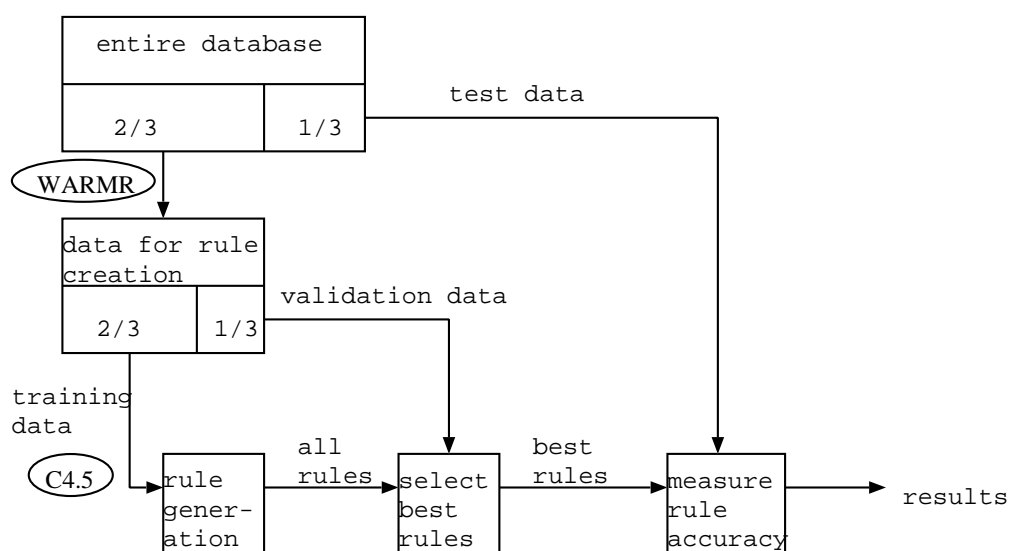 entire database
test data
2/3
1/3
WARMR
data for rule
creation
validation data
2/3
1/3
training
data
all
rules
best
rules
C4.5
rule
gener-
ation
select
best
rules
measure
rule
accuracy
results